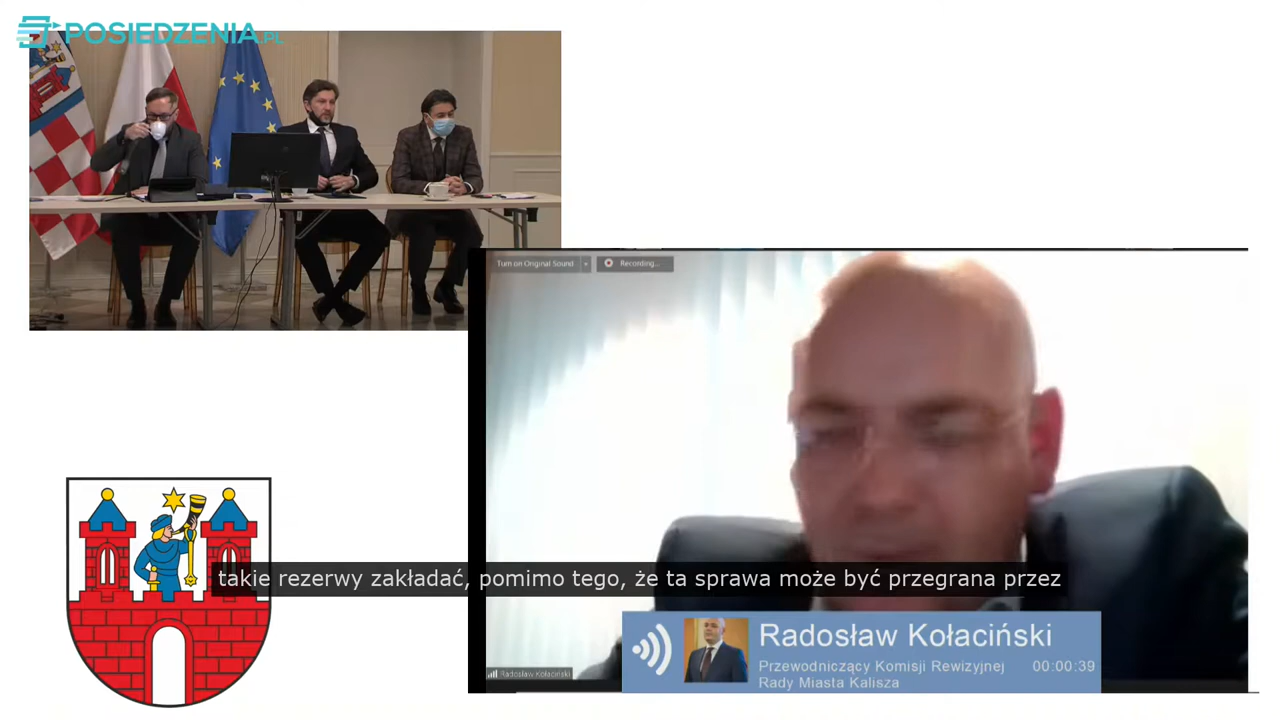 POSIEDZENIA.PL
Turn on Original Sound
Recording...
takie rezerwy zakładać, pomimo tego, że ta sprawa może być przegrana przez
Radosław Kołaciński
Przewodniczący Komisji Rewizyjnej 00:00:39
Rady Miasta Kalisza
Radosław Kołaciński